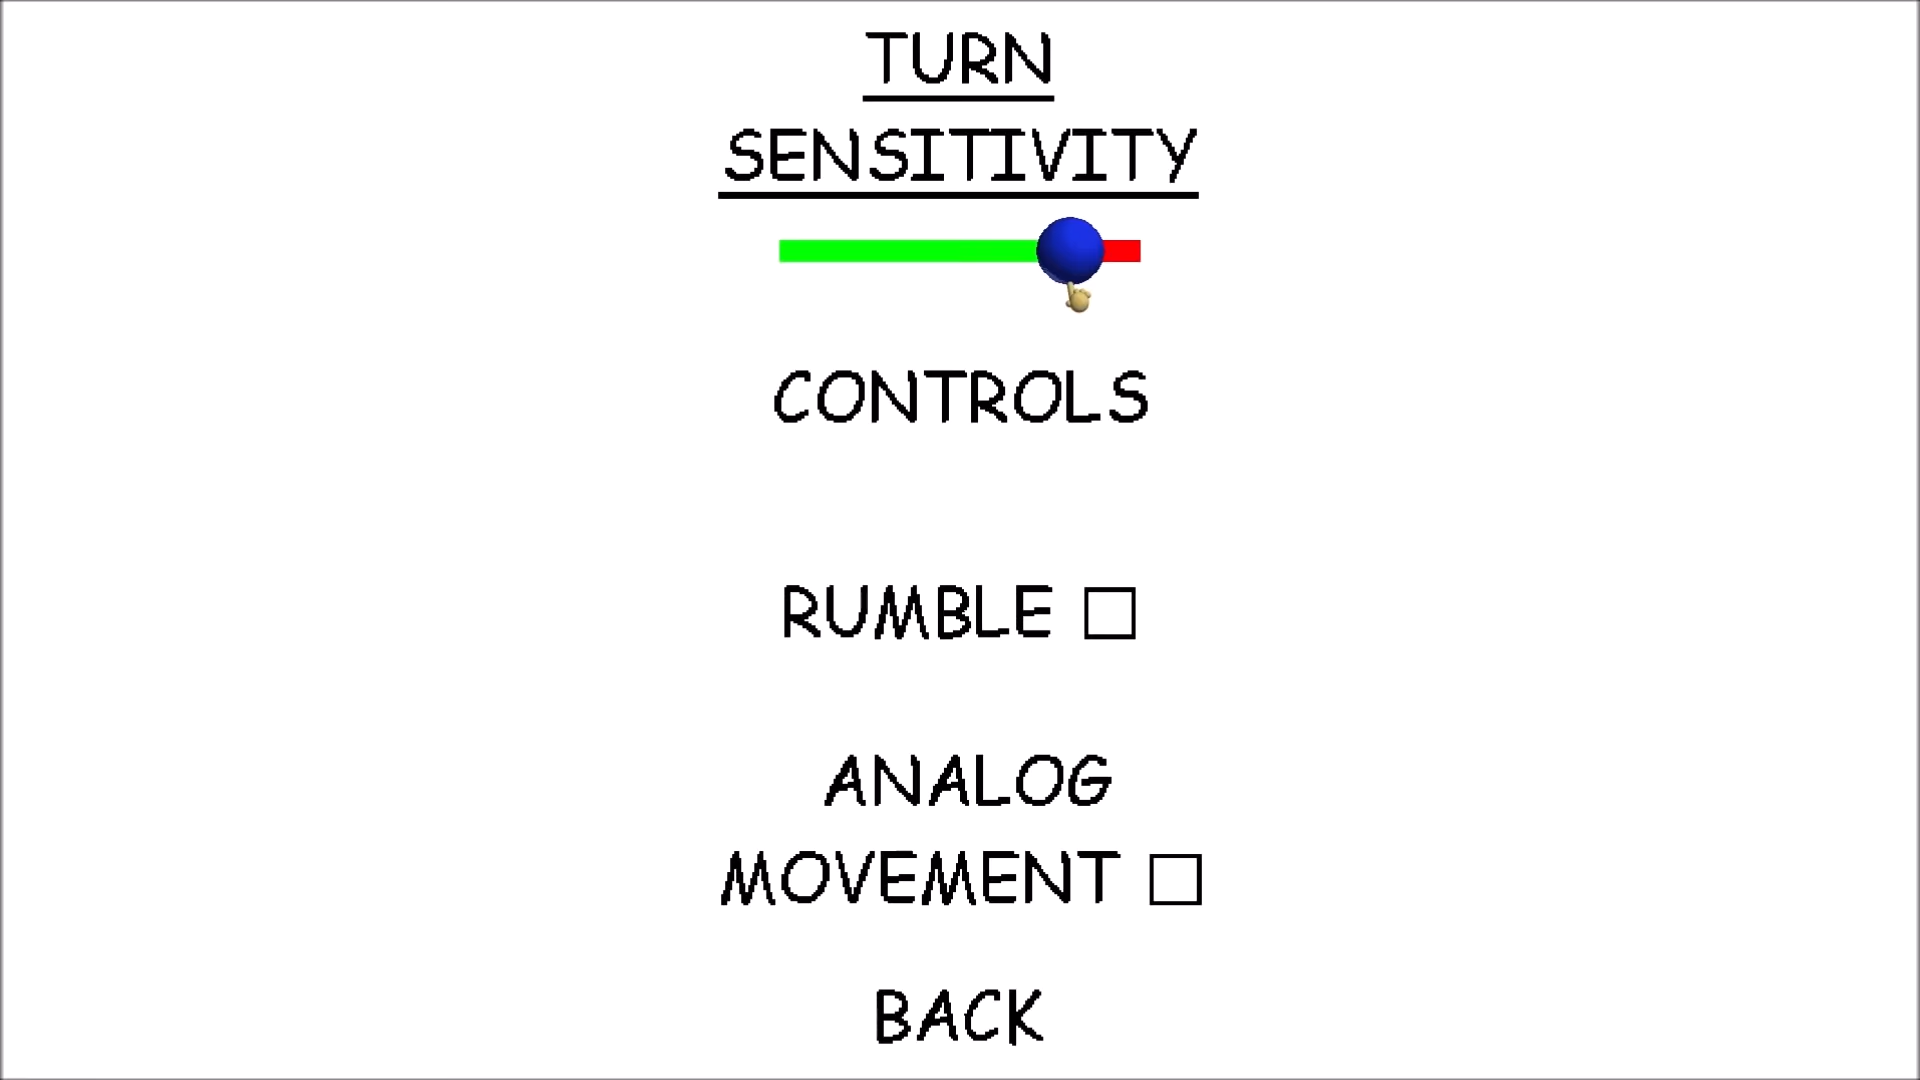 TURN
SENSITIVITY
CONTROLS
RUMBLE
ANALOG
MOVEMENT
BACK